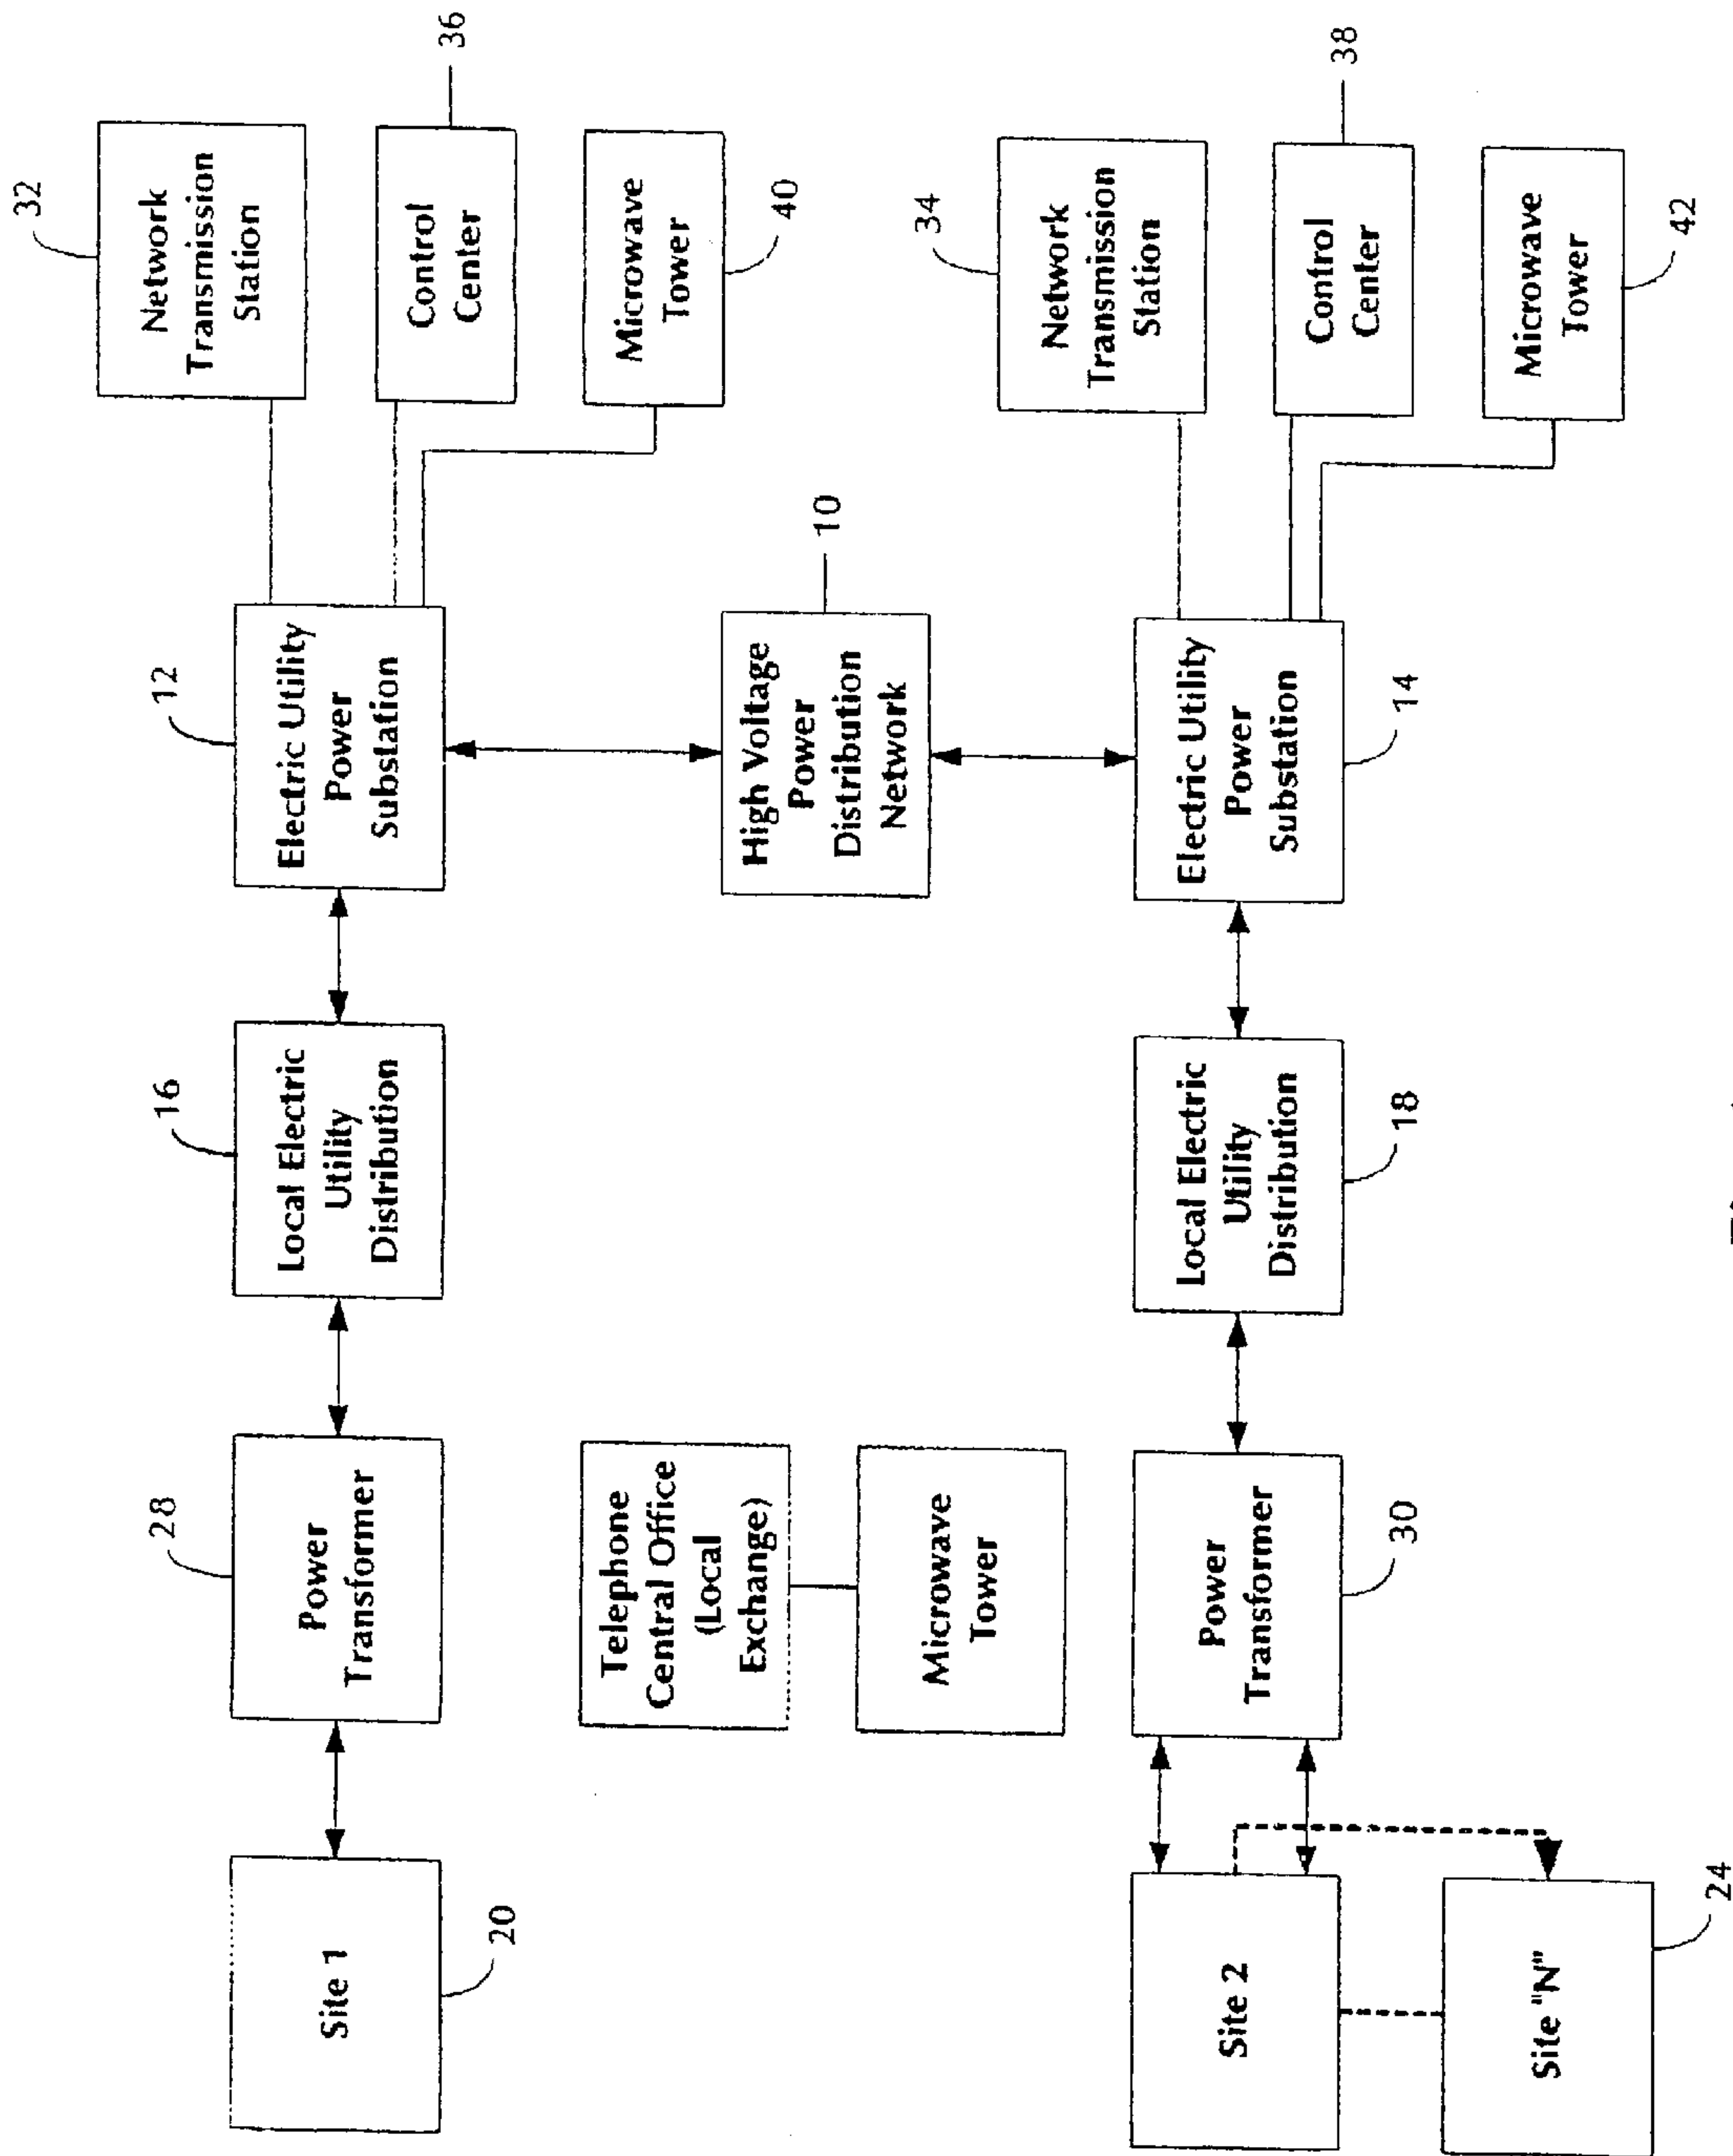 28
16
12
32
Site 1
20
Power
Transformer
Local Electric
Utility
Distribution
Electric Utility
Power
Substation
Network
Transmission
Station
Control
Center
36
Microwave
Tower
40
Telephone
Central Office
(Local
Exchange)
Microwave
Tower
High Voltage
Power
Distribution
Network
10
34
Site 2
Power
Transformer
30
Local Electric
Utility
Distribution
18
Electric Utility
Power
Substation
14
Network
Transmission
Station
Control
Center
38
Microwave
Tower
42
Site "N"
24